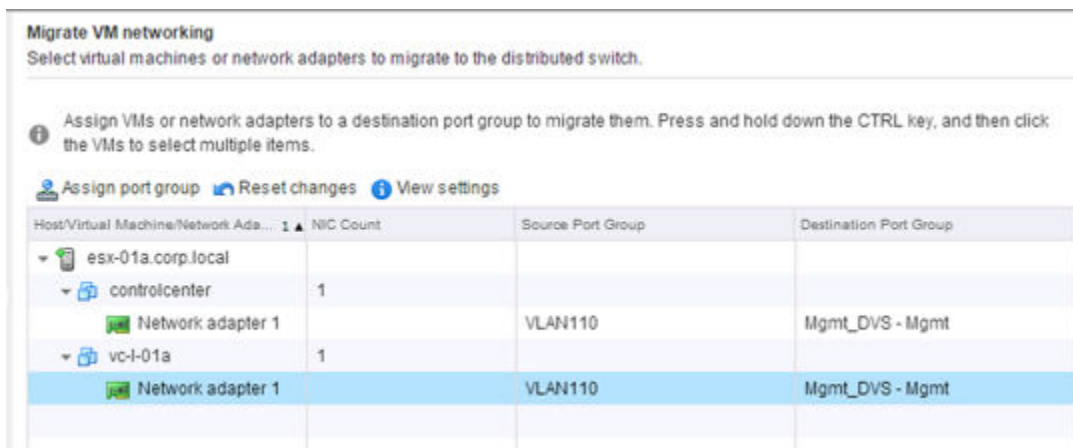 Migrate VM networking
Select virtual machines or network adapters to migrate to the distributed switch.
Assign VMs or network adapters to a destination port group to migrate them. Press and hold down the CTRL key, and then click
the VMs to select multiple items.
Assign port group Reset changes View settings
Host/Virtual Machine/Network Ada... 1 ▲ NIC Count Source Port Group Destination Port Group
esx-01a.corp.local
controlcenter 1
Network adapter 1 VLAN110 Mgmt_DVS - Mgmt
vc-l-01a 1
Network adapter 1 VLAN110 Mgmt_DVS - Mgmt